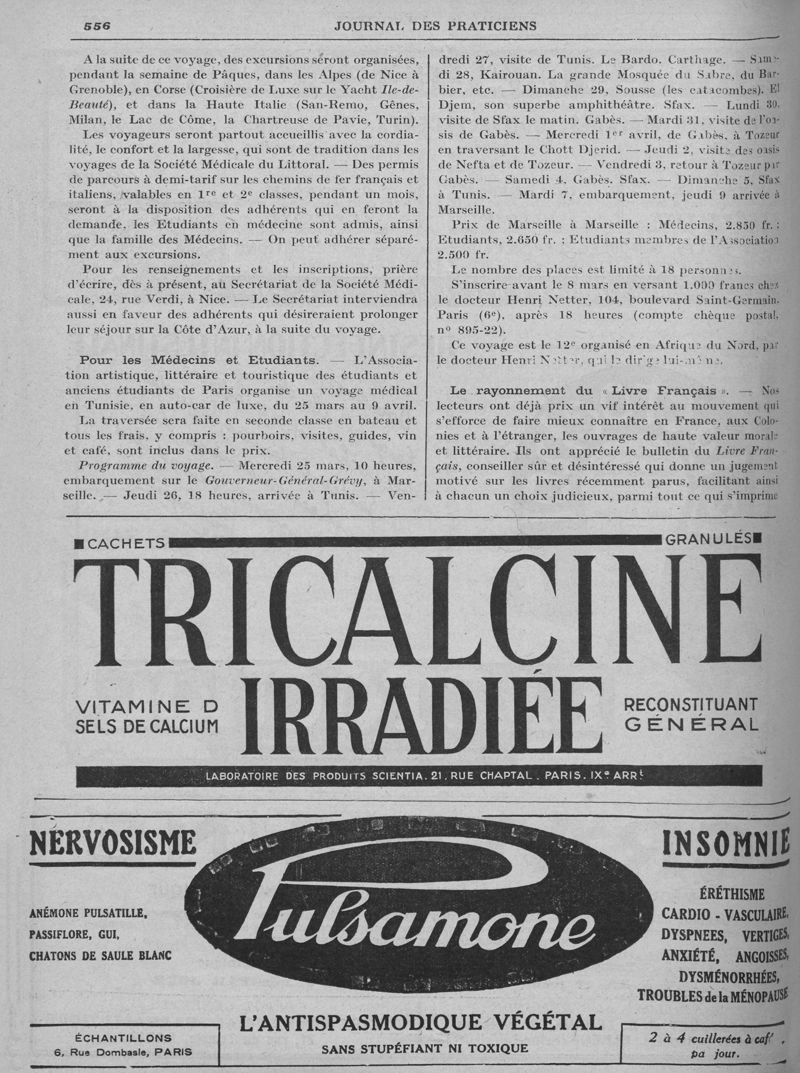 556
JOURNAL DES PRATICIENS
A la suite de ce voyage, des excursions seront organisées,
pendant la semaine de Pâques, dans les Alpes (de Nice à
Grenoble), en Corse (Croisière de Luxe sur le Yacht Ile-de-
Beauté), et dans la Haute Italie (San-Remo, Gênes,
Milan, le Lac de Côme, la Chartreuse de Pavie, Turin).
Les voyageurs seront partout accueillis avec la cordia-
lité, le confort et la largesse, qui sont de tradition dans les
voyages de la Société Médicale du Littoral. — Des permis
de parcours à demi-tarif sur les chemins de fer français et
italiens, valables en 1re et 2e classes, pendant un mois,
seront à la disposition des adhérents qui en feront la
demande, les Etudiants en médecine sont admis, ainsi
que la famille des Médecins. — On peut adhérer séparé-
ment aux excursions.
Pour les renseignements et les inscriptions, prière
d'écrire, dès à présent, au Secrétariat de la Société Médi-
cale, 24, rue Verdi, à Nice. — Le Secrétariat interviendra
aussi en faveur des adhérents qui désireraient prolonger
leur séjour sur la Côte d'Azur, à la suite du voyage.
Pour les Médecins et Etudiants. — L'Associa-
tion artistique, littéraire et touristique des étudiants et
anciens étudiants de Paris organise un voyage médical
en Tunisie, en auto-car de luxe, du 25 mars au 9 avril.
La traversée sera faite en seconde classe en bateau et
tous les frais, y compris : pourboirs, visites, guides, vin
et café, sont inclus dans le prix.
Programme du voyage. — Mercredi 25 mars, 10 heures,
embarquement sur le Gouverneur-Général-Grévy, à Mar-
seille. — Jeudi 26, 18 heures, arrivée à Tunis. — Ven-
dredi 27, visite de Tunis. Le Bardo. Carthage. — Same-
di 28, Kairouan. La grande Mosquée du Sabre, du Bar-
bier, etc. — Dimanche 29, Sousse (les catacombes). El
Djem, son superbe amphithéâtre. Sfax. — Lundi 30,
visite de Sfax le matin. Gabès. — Mardi 31, visite de l'oa-
sis de Gabès. — Mercredi 1er avril, de Gabès, à Tozeur
en traversant le Chott Djerid. — Jeudi 2, visite des oasis
de Nefta et de Tozeur. — Vendredi 3, retour à Tozeur par
Gabès. — Samedi 4, Gabès. Sfax. — Dimanche 5, Sfax
à Tunis. — Mardi 7, embarquement, jeudi 9 arrivée à
Marseille.
Prix de Marseille à Marseille : Médecins, 2.850 fr. ;
Etudiants, 2.650 fr. ; Etudiants membres de l'Association
2.500 fr.
Le nombre des places est limité à 18 personnes.
S'inscrire avant le 8 mars en versant 1.000 francs chez
le docteur Henri Netter, 104, boulevard Saint-Germain,
Paris (6e), après 18 heures (compte chèque postal,
n° 895-22).
Ce voyage est le 12e organisé en Afrique du Nord, par
le docteur Henri Netter, qui le dirige lui-même.
Le rayonnement du « Livre Français ». — Nos
lecteurs ont déjà prix un vif intérêt au mouvement qui
s'efforce de faire mieux connaître en France, aux Colo-
nies et à l'étranger, les ouvrages de haute valeur morale
et littéraire. Ils ont apprécié le bulletin du Livre Fran-
çais, conseiller sûr et désintéressé qui donne un jugement
motivé sur les livres récemment parus, facilitant ainsi
à chacun un choix judicieux, parmi tout ce qui s'imprime
CACHETS
GRANULÉS
TRICALCINE
IRRADIÉE
VITAMINE D
SELS DE CALCIUM
RECONSTITUANT
GÉNÉRAL
LABORATOIRE DES PRODUITS SCIENTIA. 21, RUE CHAPTAL. PARIS. IXe ARRt
NERVOSISME
ANÉMONE PULSATILLE,
PASSIFLORE, GUI,
CHATONS DE SAULE BLANC
Pulsamone
INSOMNIE
ÉRÉTHISME
CARDIO - VASCULAIRE,
DYSPNEES, VERTIGES,
ANXIÉTÉ, ANGOISSES,
DYSMÉNORRHÉES,
TROUBLES de la MÉNOPAUSE
L'ANTISPASMODIQUE VÉGÉTAL
SANS STUPÉFIANT NI TOXIQUE
ÉCHANTILLONS
6, Rue Dombasle, PARIS
2 à 4 cuillerées à caf
pa jour.